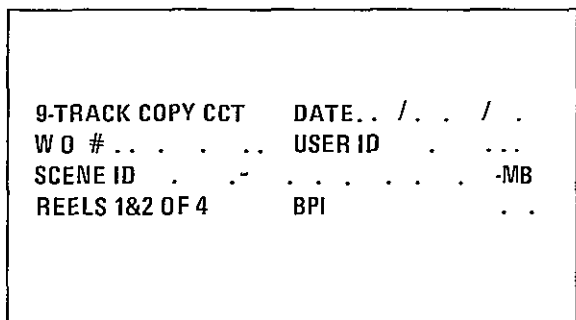 9-TRACK COPY CCT DATE.. /. . / .
W O #.. . . .. USER ID . ...
SCENE ID . .- . . . . . . -MB
REELS 1&2 OF 4 BPI . .